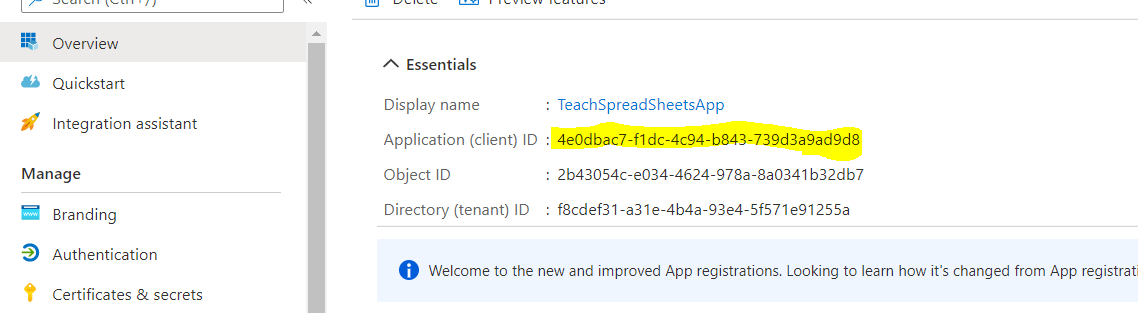 Search (Ctrl+/)
«
Delete
Preview features
Overview
Quickstart
Integration assistant
Manage
Branding
Authentication
Certificates & secrets
Essentials
Display name : TeachSpreadSheetsApp
Application (client) ID : 4e0dbac7-f1dc-4c94-b843-739d3a9ad9d8
Object ID : 2b43054c-e034-4624-978a-8a0341b32db7
Directory (tenant) ID : f8cdef31-a31e-4b4a-93e4-5f571e91255a
Welcome to the new and improved App registrations. Looking to learn how it's changed from App registrati